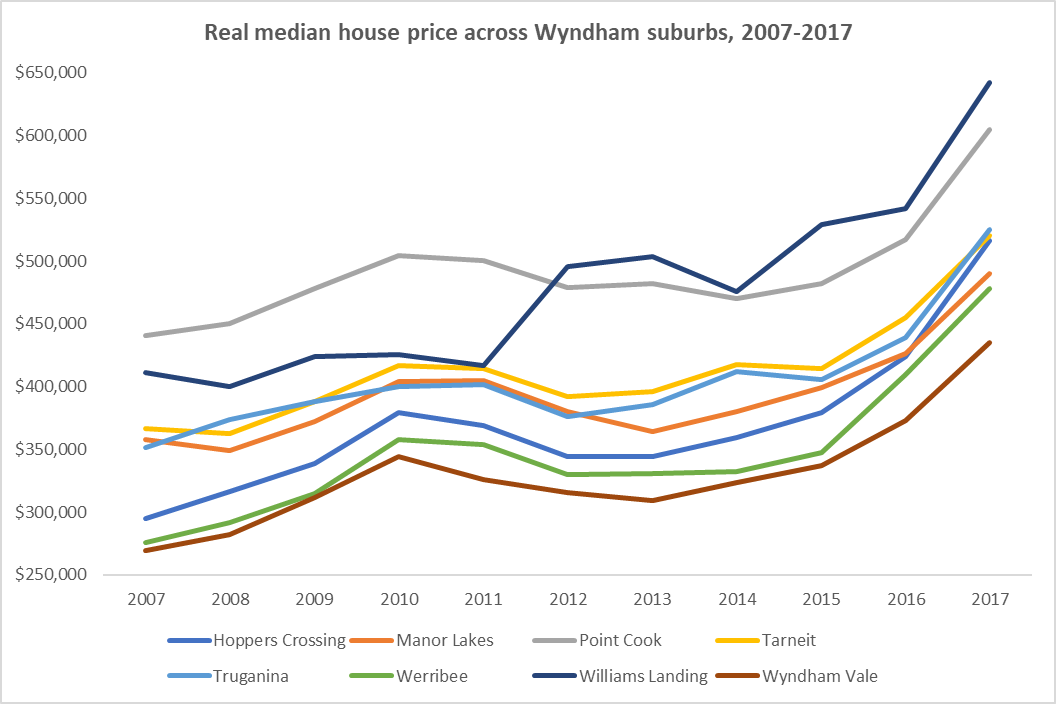 Real median house price across Wyndham suburbs, 2007-2017
$650,000
$600,000
$550,000
$500,000
$450,000
$400,000
$350,000
$300,000
$250,000
2007 2008 2009 2010 2011 2012 2013 2014 2015 2016 2017
Hoppers Crossing Manor Lakes Point Cook Tarneit
Truganina Werribee Williams Landing Wyndham Vale